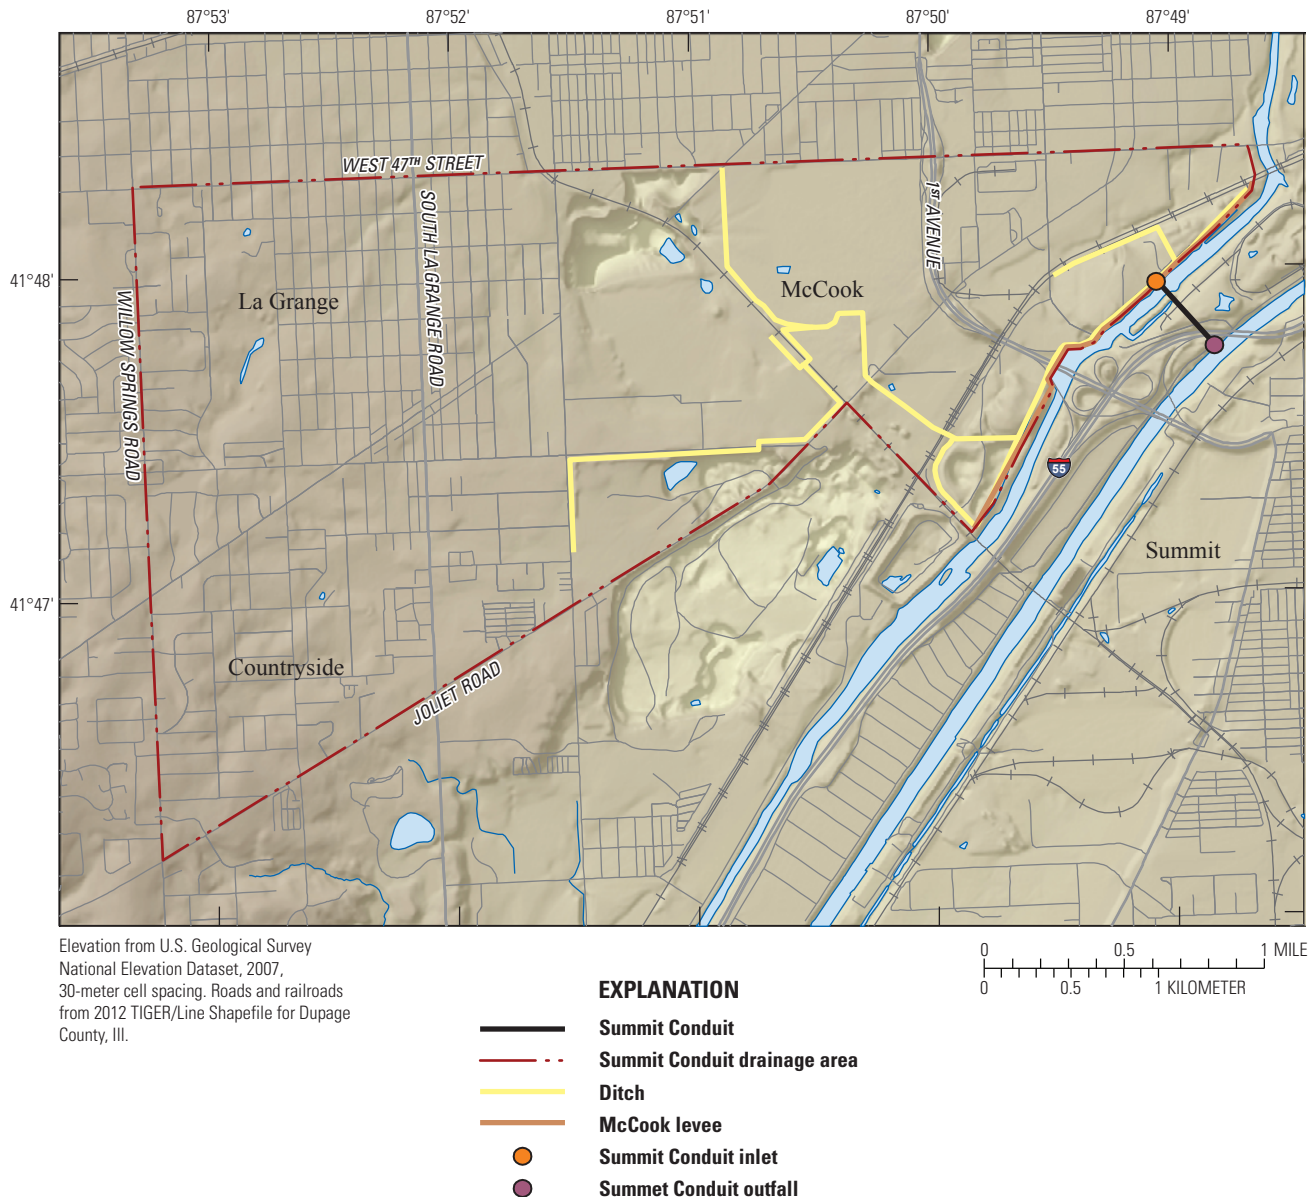 87°53'
87°52'
87°51'
87°50'
87°49'
WEST 47TH STREET
1ST AVENUE
SOUTH LA GRANGE ROAD
41°48'
McCook
La Grange
WILLOW SPRINGS ROAD
55
Summit
41°47'
Countryside
JOLIET ROAD
Elevation from U.S. Geological Survey
National Elevation Dataset, 2007,
30-meter cell spacing. Roads and railroads
from 2012 TIGER/Line Shapefile for Dupage
County, Ill.
0 0.5 1 MILE
0 0.5 1 KILOMETER
EXPLANATION
Summit Conduit
Summit Conduit drainage area
Ditch
McCook levee
Summit Conduit inlet
Summet Conduit outfall